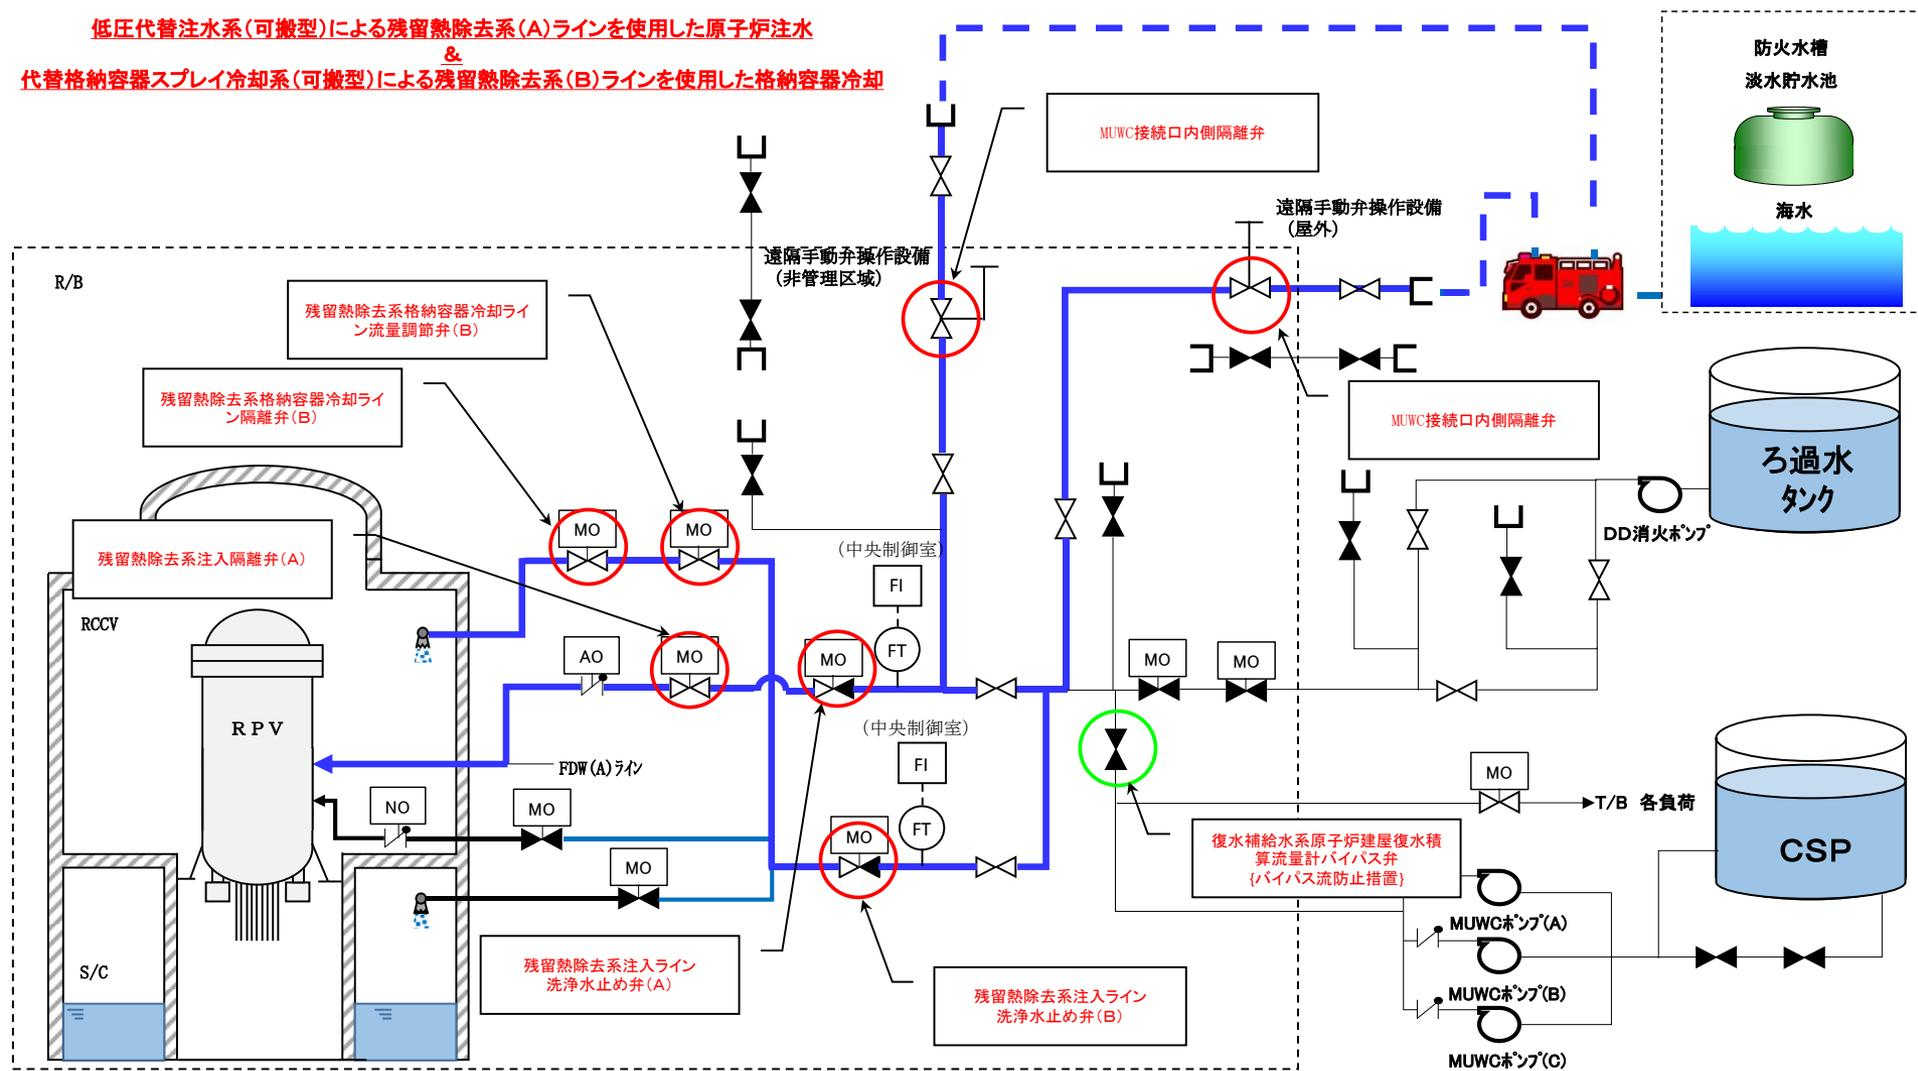 低圧代替注水系(可搬型)による残留熱除去系(A)ラインを使用した原子炉注水
&
代替格納容器スプレイ冷却系(可搬型)による残留熱除去系(B)ラインを使用した格納容器冷却
防火水槽
淡水貯水池
海水
MUWC接続口内側隔離弁
遠隔手動弁操作設備
(屋外)
遠隔手動弁操作設備
(非管理区域)
R/B
残留熱除去系格納容器冷却ライ
ン流量調節弁(B)
残留熱除去系格納容器冷却ライ
ン隔離弁(B)
MUWC接続口内側隔離弁
ろ過水
タンク
DD消火ポンプ
残留熱除去系注入隔離弁(A)
MO
MO
(中央制御室)
FI
RCCV
AO
MO
MO
FT
MO
MO
RPV
(中央制御室)
FI
FDW(A)ライン
NO
MO
FT
MO
MO
MO
T/B 各負荷
CSP
復水補給水系原子炉建屋復水積
算流量計バイパス弁
{バイパス流防止措置}
MUWCポンプ(A)
S/C
残留熱除去系注入ライン
洗浄水止め弁(A)
残留熱除去系注入ライン
洗浄水止め弁(B)
MUWCポンプ(B)
MUWCポンプ(C)